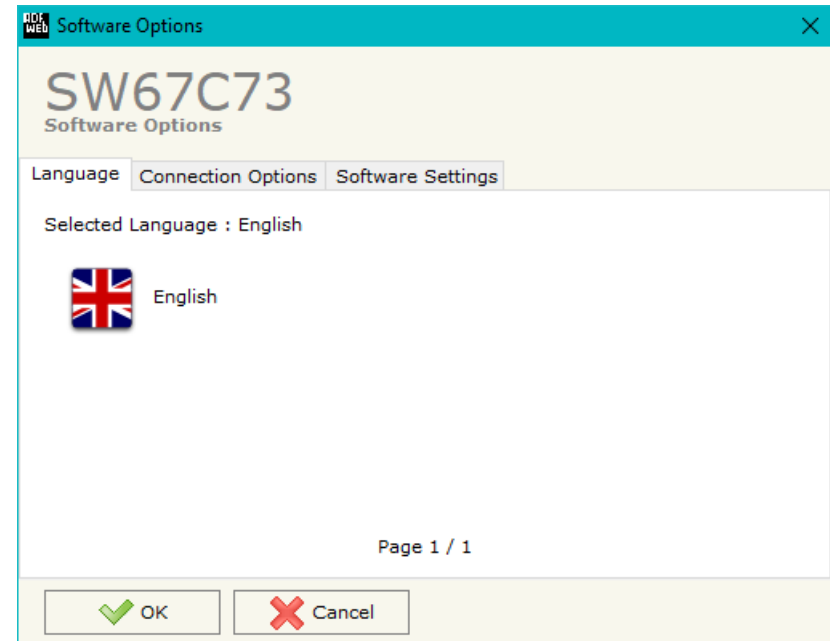 ADF
WEB Software Options
SW67C73
Software Options
Language Connection Options Software Settings
Selected Language : English
English
Page 1 / 1
OK Cancel